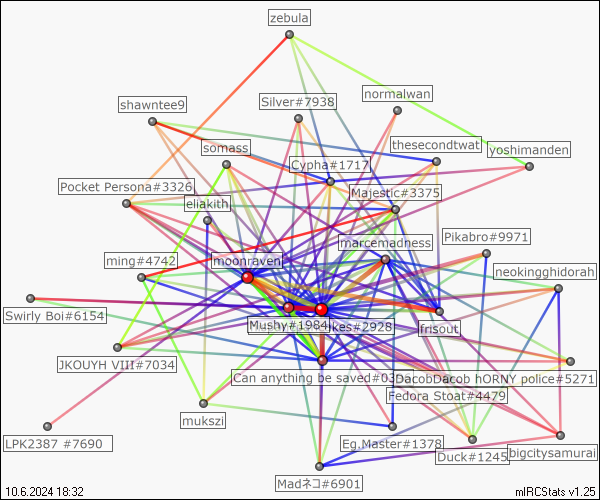 zebula
normalwan
Silver#7938
shawntee9
thesecondtwat
somass
yoshimanden
Cypha#1717
Pocket Persona#3326
Majestic#3375
eliakith
Pikabro#9971
marcemadness
ming#4742
moonraven
neokingghidorah
Swirly Boi#6154
Mushy#1984
ikes#2928
frisout
JKOUYH VIII#7034
Can anything be saved#03
DacobDacob hORNY police#5271
Fedora Stoat#4479
mukszi
LPK2387 #7690
Eg.Master#1378
Duck#1245
bigcitysamurai
Madネコ#6901
10.6.2024 18:32
mIRCStats v1.25